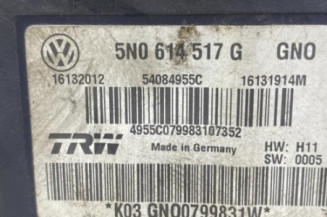 5N0 614 517 G GNO
16132012 54084955C 16131914M
4955C079983107352
TRW Made in Germany HW: H11
SW: 0005
*K03 GNO0799831W*